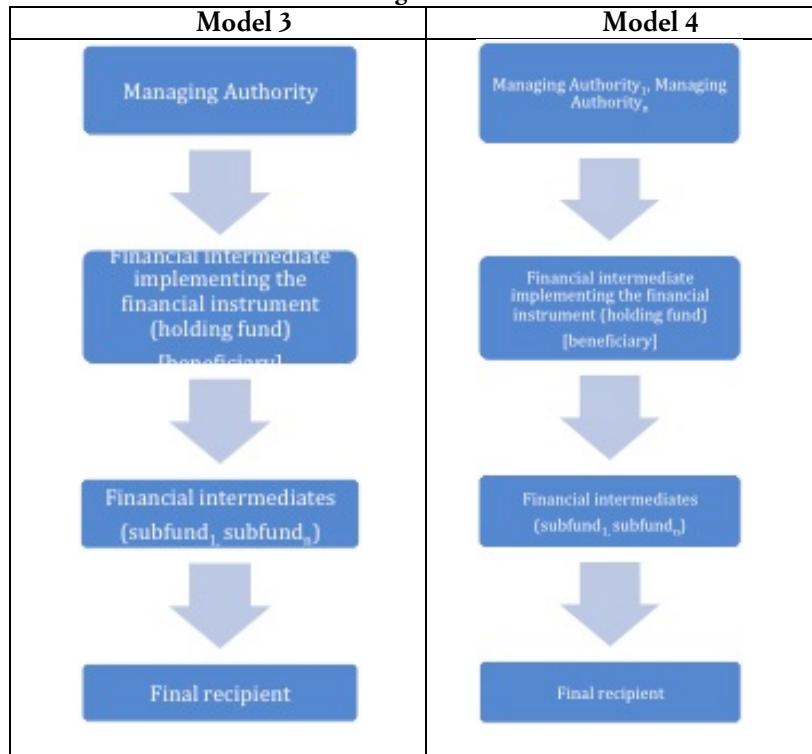 Model 3
Managing Authority
Financial intermediate
implementing the
financial instrument
(holding fund)
[beneficiary]
Financial intermediates
(subfund1, subfundn)
Final recipient
Model 4
Managing Authority1, Managing
Authorityn
Financial intermediate
implementing the financial
instrument (holding fund)
[beneficiary]
Financial intermediates
(subfund1, subfundn]
Final recipient